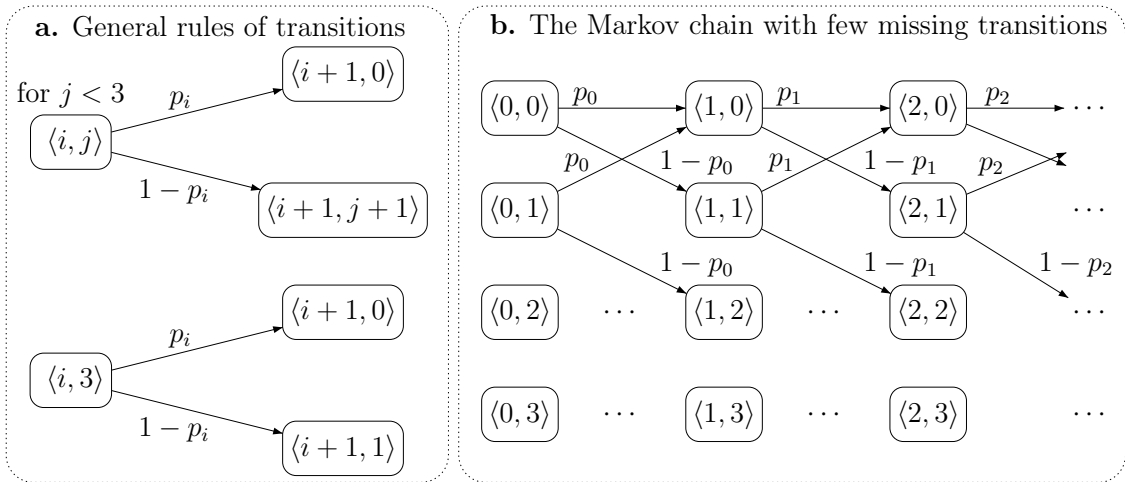 a. General rules of transitions
for j < 3
⟨i, j⟩
p_i
1 − p_i
⟨i + 1, 0⟩
⟨i + 1, j + 1⟩
⟨i, 3⟩
p_i
1 − p_i
⟨i + 1, 0⟩
⟨i + 1, 1⟩
b. The Markov chain with few missing transitions
⟨0, 0⟩ p_0 ⟨1, 0⟩ p_1 ⟨2, 0⟩ p_2 ···
p_0 1 − p_0 p_1 1 − p_1 p_2
⟨0, 1⟩ ⟨1, 1⟩ ⟨2, 1⟩ ···
1 − p_0 1 − p_1 1 − p_2
⟨0, 2⟩ ··· ⟨1, 2⟩ ··· ⟨2, 2⟩ ···
⟨0, 3⟩ ··· ⟨1, 3⟩ ··· ⟨2, 3⟩ ···